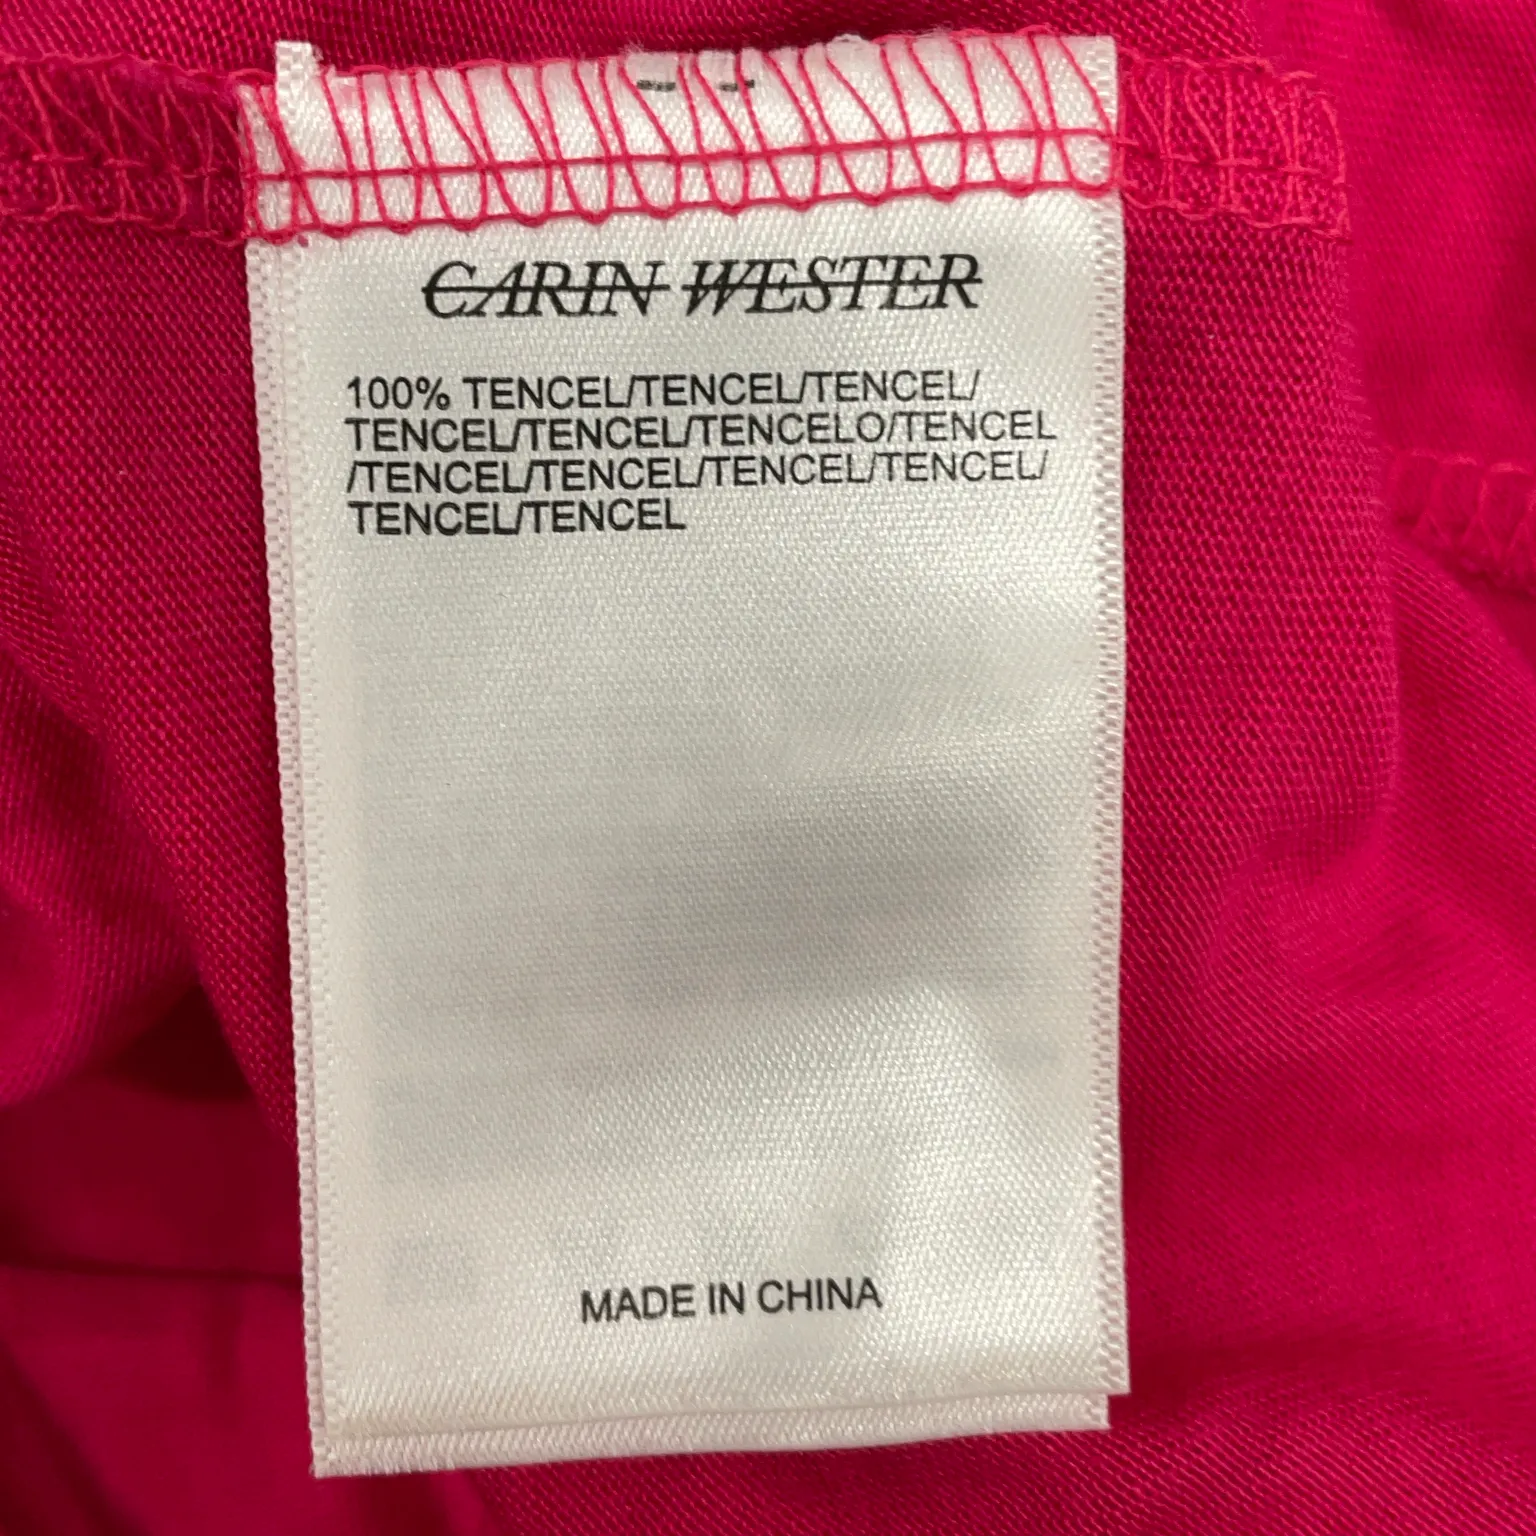 CARIN WESTER
100% TENCEL/TENCEL/TENCEL/
TENCEL/TENCEL/TENCELO/TENCEL
/TENCEL/TENCEL/TENCEL/TENCEL/
TENCEL/TENCEL
MADE IN CHINA